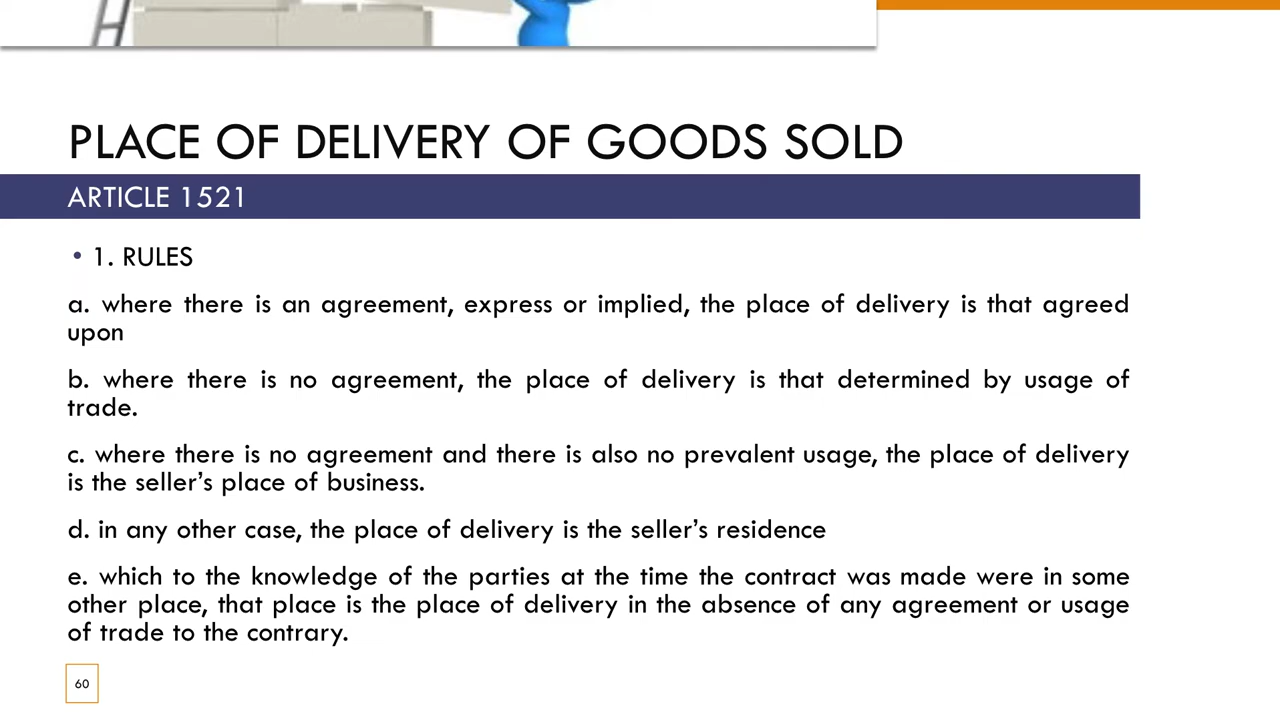 PLACE OF DELIVERY OF GOODS SOLD
ARTICLE 1521
• 1. RULES
a. where there is an agreement, express or implied, the place of delivery is that agreed
upon
b. where there is no agreement, the place of delivery is that determined by usage of
trade.
c. where there is no agreement and there is also no prevalent usage, the place of delivery
is the seller’s place of business.
d. in any other case, the place of delivery is the seller’s residence
e. which to the knowledge of the parties at the time the contract was made were in some
other place, that place is the place of delivery in the absence of any agreement or usage
of trade to the contrary.
60